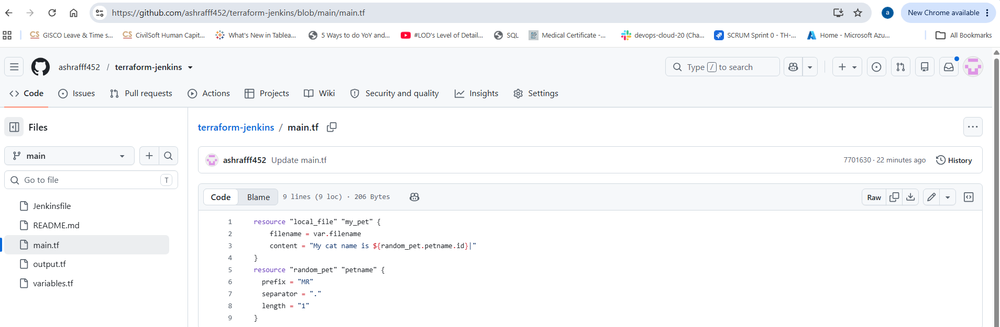 https://github.com/ashrafff452/terraform-jenkins/blob/main/main.tf
a
New Chrome available
GISCO Leave & Time s...
CivilSoft Human Capit...
What's New in Tablea...
5 Ways to do YoY and...
#LOD's Level of Detail...
SQL
Medical Certificate -...
devops-cloud-20 (Cha...
SCRUM Sprint 0 - TH-...
Home - Microsoft Azu...
All Bookmarks
ashrafff452 / terraform-jenkins
Type / to search
Code
Issues
Pull requests
Actions
Projects
Wiki
Security and quality
Insights
Settings
Files
main
Go to file
T
Jenkinsfile
README.md
main.tf
output.tf
variables.tf
terraform-jenkins / main.tf
ashrafff452 Update main.tf
7701630 · 22 minutes ago
History
Code
Blame
9 lines (9 loc) · 206 Bytes
Raw
1 resource "local_file" "my_pet" {
2 filename = var.filename
3 content = "My cat name is ${random_pet.petname.id}|"
4 }
5 resource "random_pet" "petname" {
6 prefix = "MR"
7 separator = "."
8 length = "1"
9 }